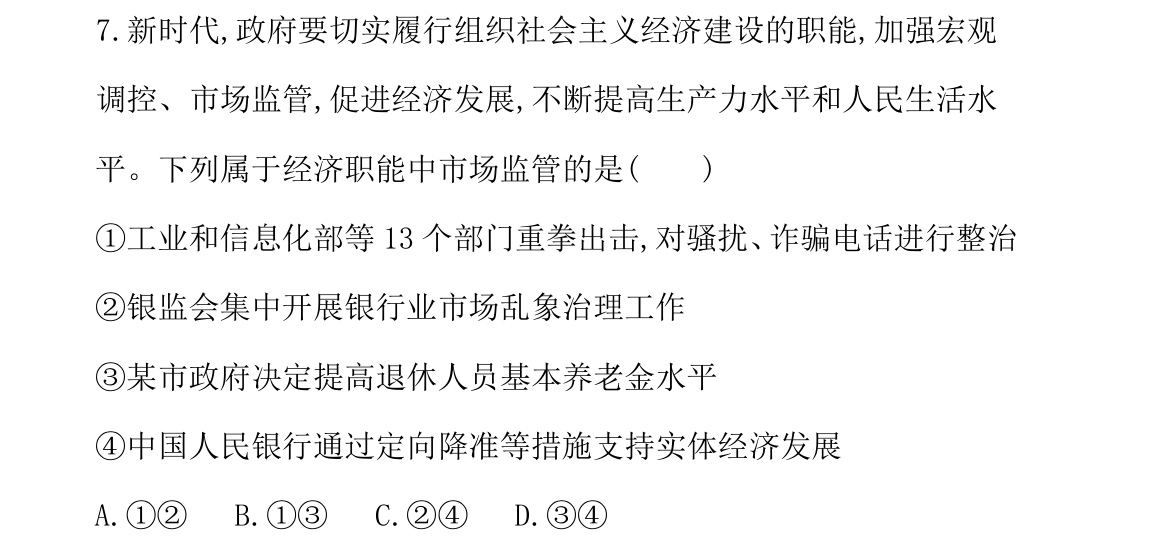 7.新时代,政府要切实履行组织社会主义经济建设的职能,加强宏观
调控、市场监管,促进经济发展,不断提高生产力水平和人民生活水
平。下列属于经济职能中市场监管的是(　　)
①工业和信息化部等 13 个部门重拳出击,对骚扰、诈骗电话进行整治
②银监会集中开展银行业市场乱象治理工作
③某市政府决定提高退休人员基本养老金水平
④中国人民银行通过定向降准等措施支持实体经济发展
A.①②　B.①③　C.②④　D.③④